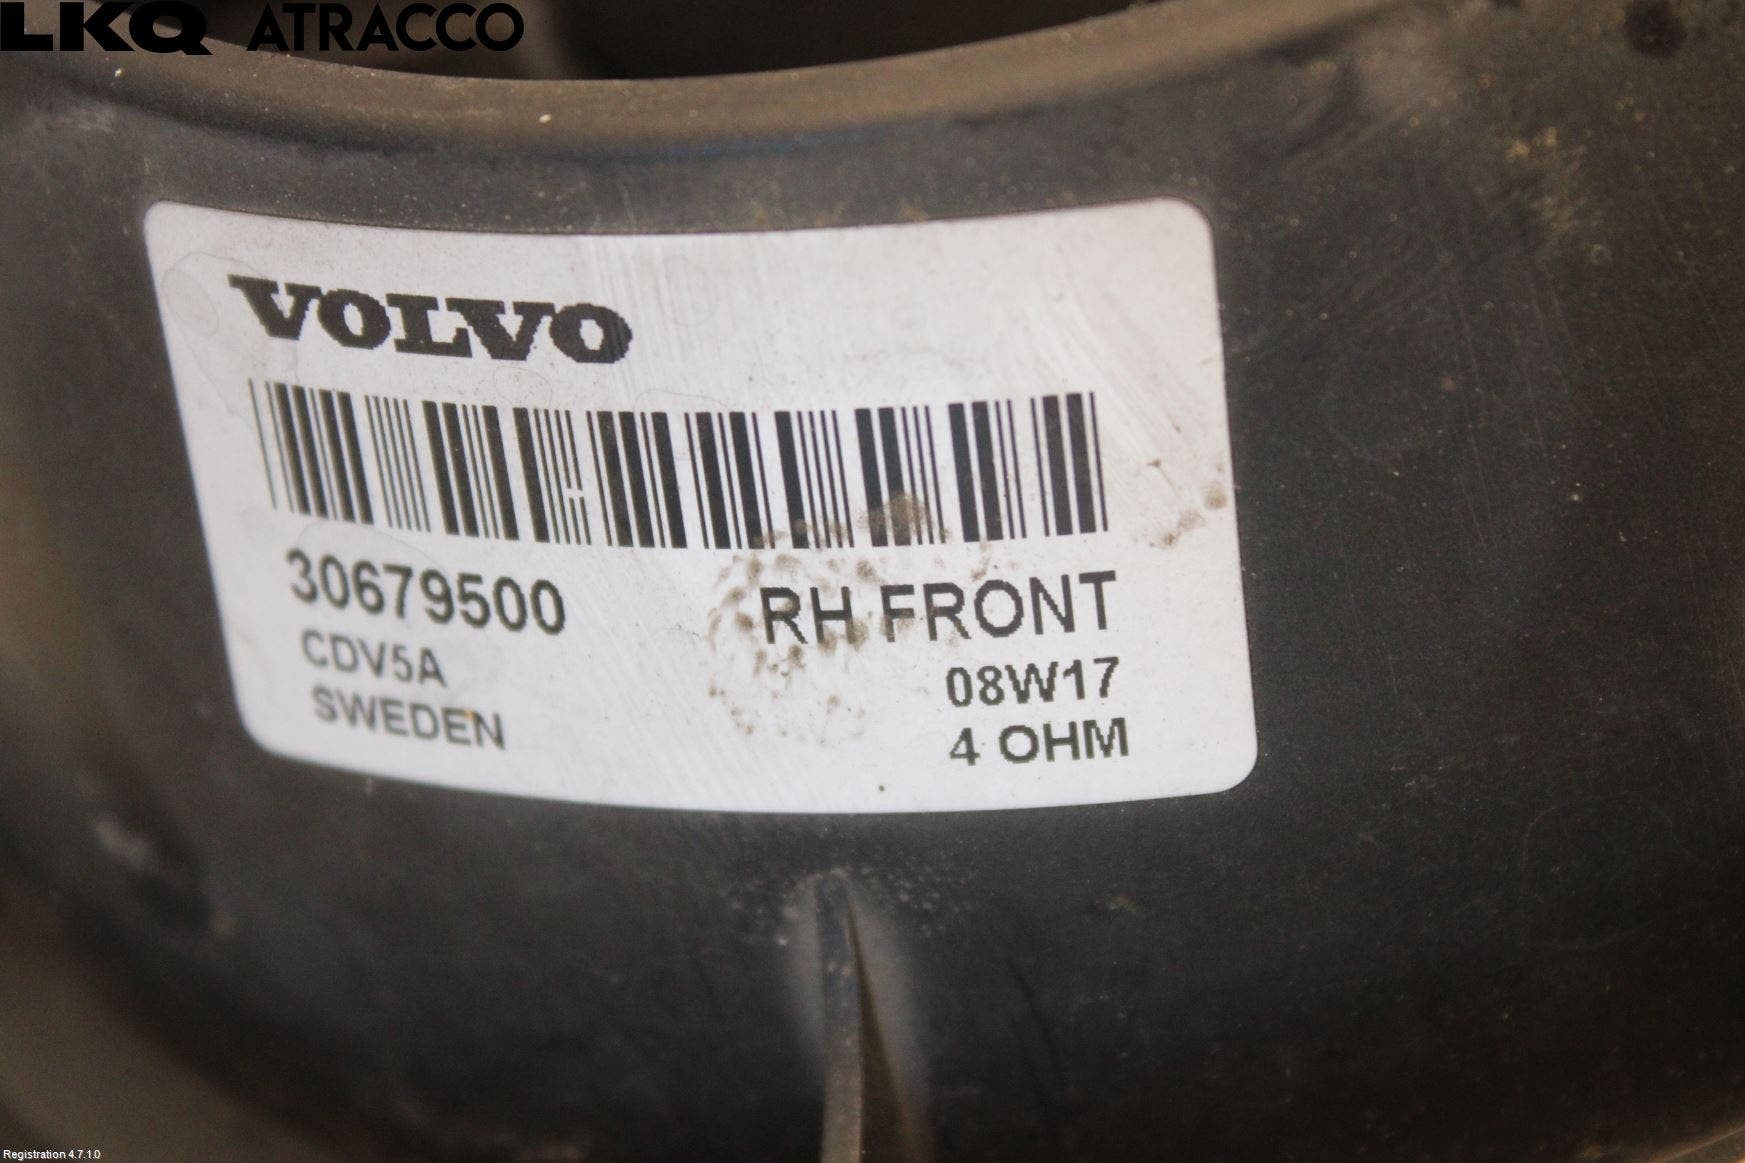 LKQ ATRACCO
VOLVO
30679500
RH FRONT
CDV5A
08W17
SWEDEN
4 OHM
Registration 4.7.1.0